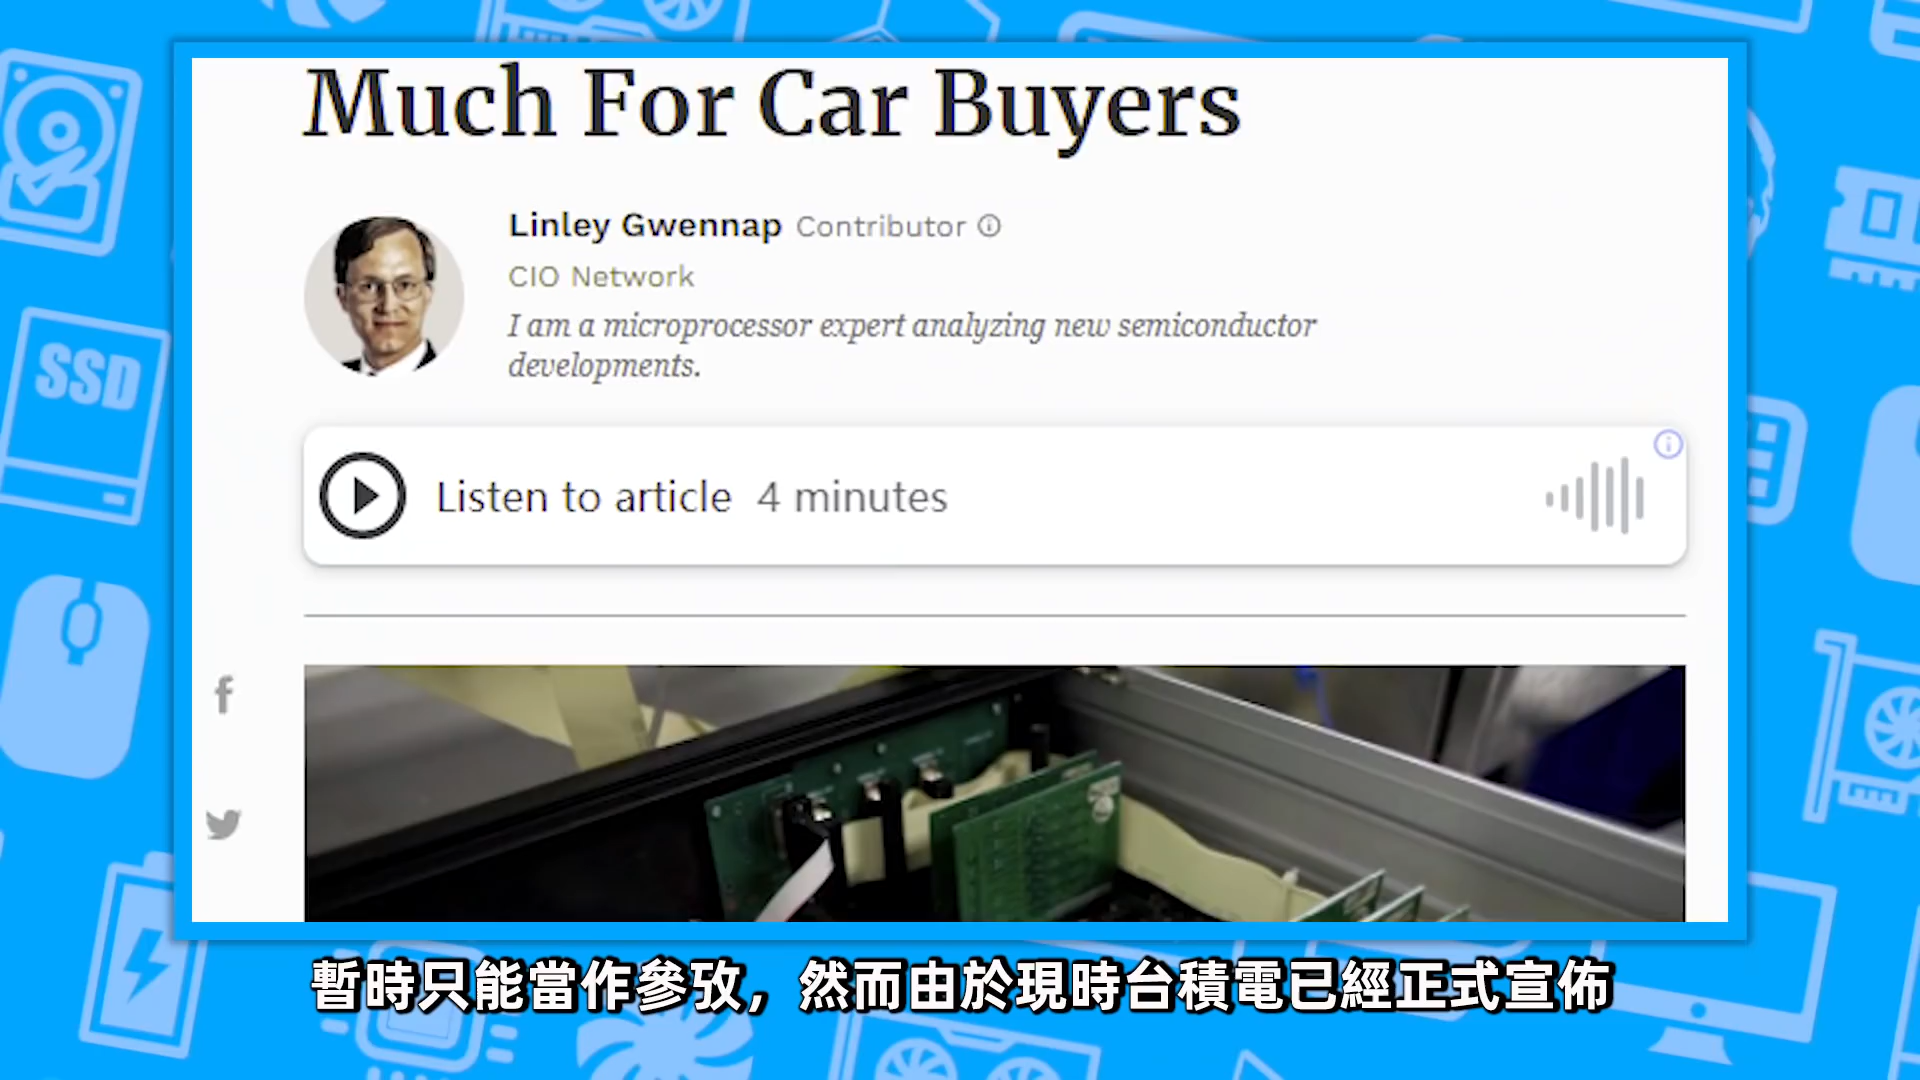 Much For Car Buyers
Linley Gwennap Contributor
CIO Network
I am a microprocessor expert analyzing new semiconductor
developments.
Listen to article 4 minutes
SSD
暫時只能當作參攷，然而由於現時台積電已經正式宣佈